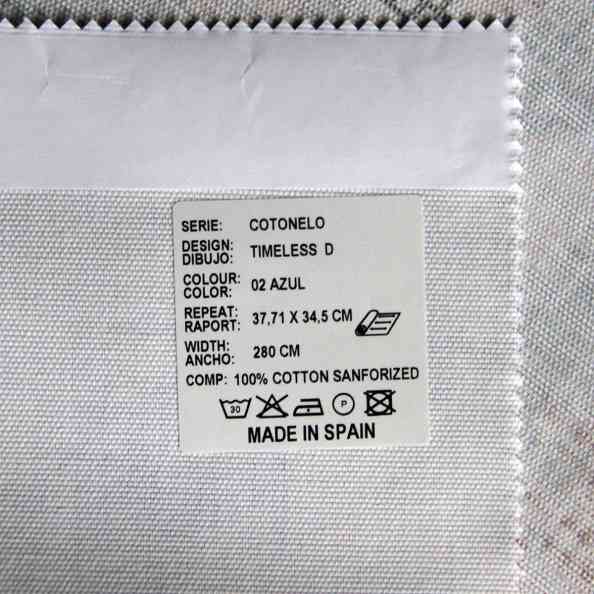 SERIE: COTONELO
DESIGN:
DIBUJO: TIMELESS D
COLOUR:
COLOR: 02 AZUL
REPEAT:
RAPORT: 37,71 X 34,5 CM
WIDTH:
ANCHO: 280 CM
COMP: 100% COTTON SANFORIZED
30 P
MADE IN SPAIN